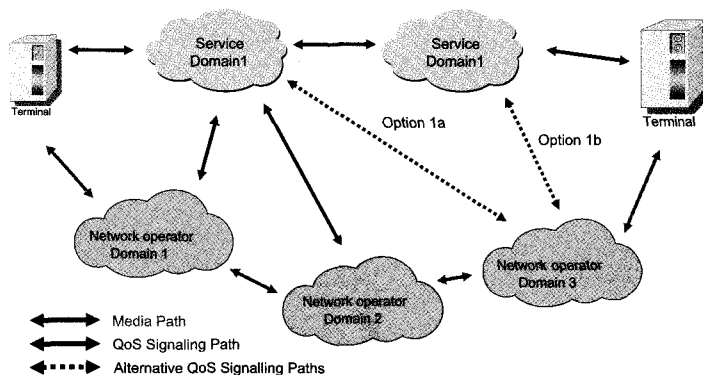 Service
Domain1
Service
Domain1
Terminal
Terminal
Option 1a
Option 1b
Network operator
Domain 1
Network operator
Domain 2
Network operator
Domain 3
Media Path
QoS Signaling Path
Alternative QoS Signalling Paths